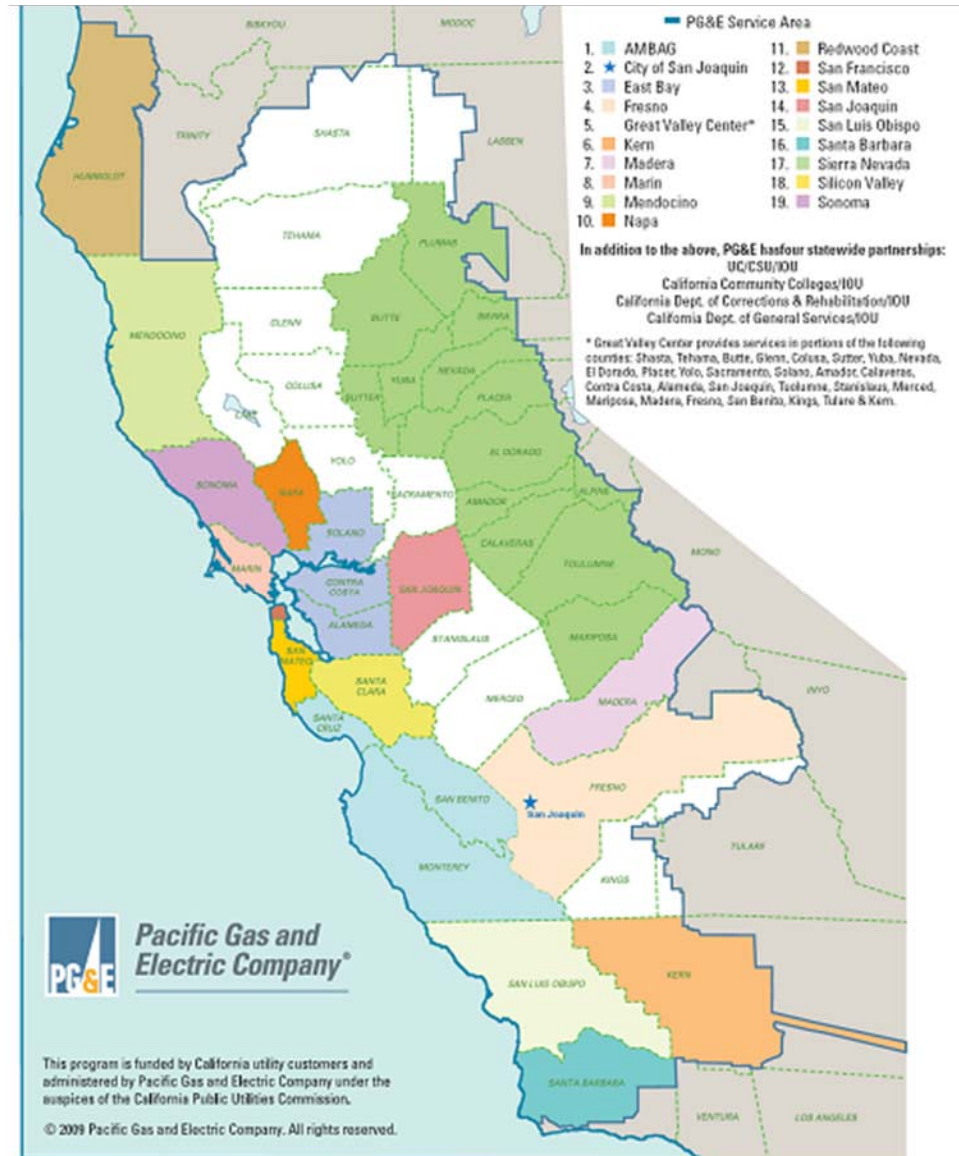 PG&E Service Area
1. AMBAG
2. City of San Joaquin
3. East Bay
4. Fresno
5. Great Valley Center*
6. Kern
7. Madera
8. Marin
9. Mendocino
10. Napa
11. Redwood Coast
12. San Francisco
13. San Mateo
14. San Joaquin
15. San Luis Obispo
16. Santa Barbara
17. Sierra Nevada
18. Silicon Valley
19. Sonoma
In addition to the above, PG&E hasfour statewide partnerships:
UC/CSU/IOU
California Community Colleges/IOU
California Dept. of Corrections & Rehabilitation/IOU
California Dept. of General Services/IOU
* Great Valley Center provides services in portions of the following
counties: Shasta, Tehama, Butte, Glenn, Colusa, Sutter, Yuba, Nevada,
El Dorado, Placer, Yolo, Sacramento, Solano, Amador, Calaveras,
Contra Costa, Alameda, San Joaquin, Tuolumne, Stanislaus, Merced,
Mariposa, Madera, Fresno, San Benito, Kings, Tulare & Kern.
SISKYOU
MODOC
TRINITY
SHASTA
LASSEN
HUMBOLDT
TEHAMA
PLUMAS
MENDOCINO
GLENN
BUTTE
SIERRA
COLUSA
YUBA
NEVADA
SUTTER
PLACER
LAKE
YOLO
EL DORADO
SONOMA
NAPA
SACRAMENTO
AMADOR
ALPINE
SOLANO
CALAVERAS
MONO
MARIN
CONTRA
COSTA
SAN JOAQUIN
TOULUMNE
ALAMEDA
STANISLAUS
MARIPOSA
SAN
MATEO
SANTA
CLARA
MERCED
MADERA
INYO
SANTA
CRUZ
SAN BENITO
FRESNO
San Joaquin
MONTEREY
KINGS
TULARE
SAN LUIS OBISPO
KERN
SANTA BARBARA
VENTURA
LOS ANGELES
PG&E
Pacific Gas and
Electric Company®
This program is funded by California utility customers and
administered by Pacific Gas and Electric Company under the
auspices of the California Public Utilities Commission.
© 2009 Pacific Gas and Electric Company. All rights reserved.